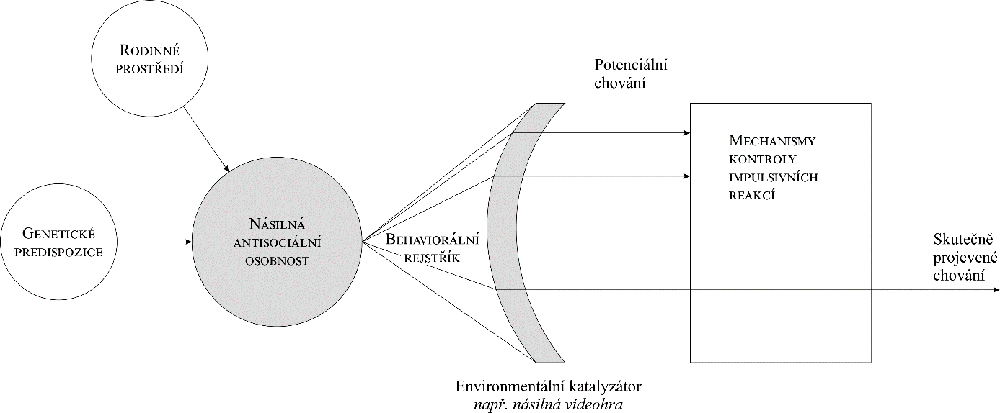 RODINNÉ
PROSTŘEDÍ
GENETICKÉ
PREDISPOZICE
NÁSILNÁ
ANTISOCIÁLNÍ
OSOBNOST
BEHAVIORÁLNÍ
REJSTŘÍK
Potenciální
chování
MECHANISMY
KONTROLY
IMPULSIVNÍCH
REAKCÍ
Skutečně
projevené
chování
Environmentální katalyzátor
např. násilná videohra